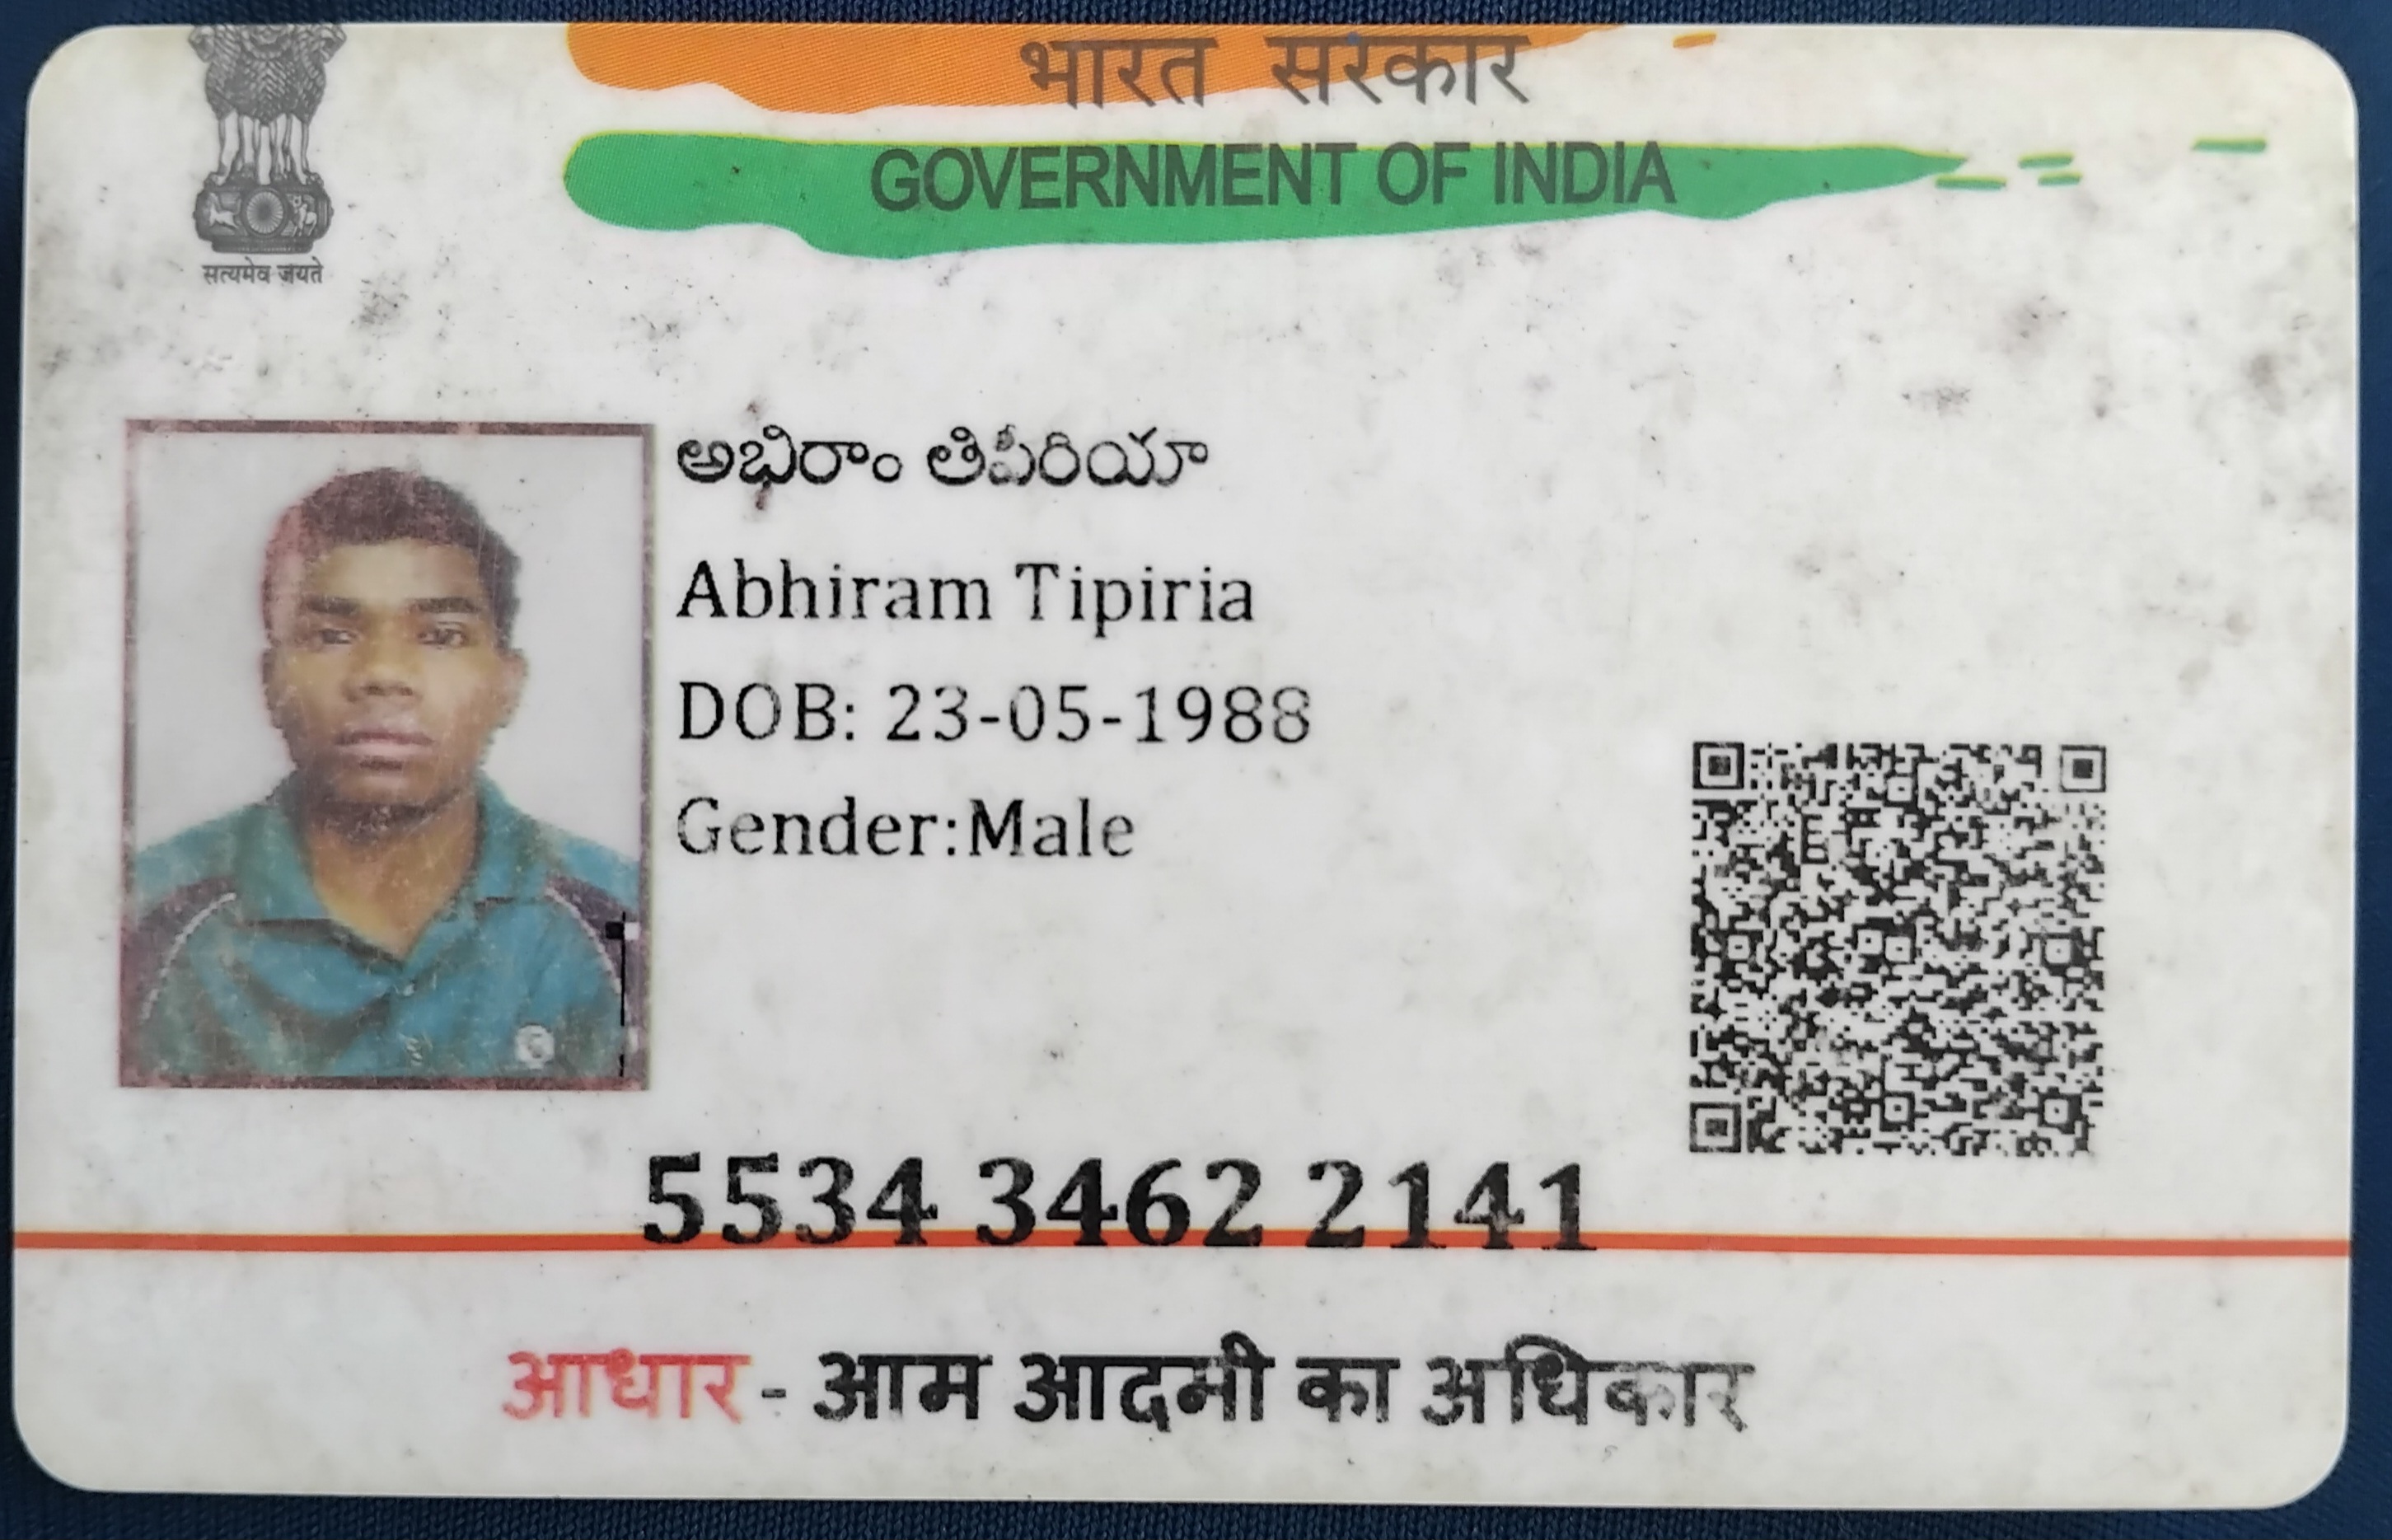 भारत सरकार
GOVERNMENT OF INDIA
सत्यमेव जयते
అభిరాం తిపిరియా
Abhiram Tipiria
DOB: 23-05-1988
Gender:Male
5534 3462 2141
आधार - आम आदमी का अधिकार